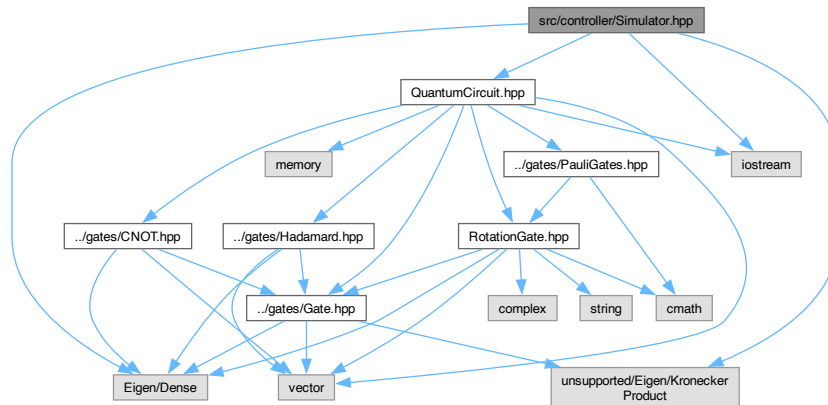 src/controller/Simulator.hpp
QuantumCircuit.hpp
memory
../gates/PauliGates.hpp
iostream
../gates/CNOT.hpp
../gates/Hadamard.hpp
RotationGate.hpp
../gates/Gate.hpp
complex
string
cmath
Eigen/Dense
vector
unsupported/Eigen/Kronecker
Product